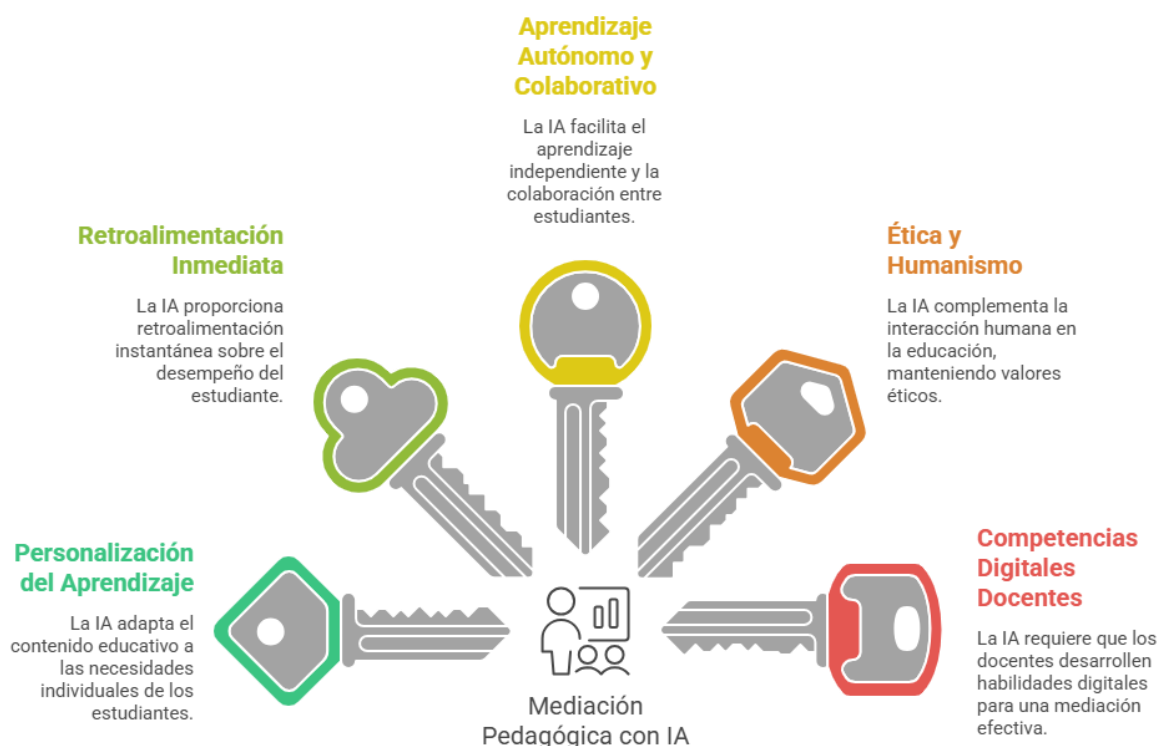 Aprendizaje
Autónomo y
Colaborativo
La IA facilita el
aprendizaje
independiente y la
colaboración entre
estudiantes.
Retroalimentación
Inmediata
La IA proporciona
retroalimentación
instantánea sobre el
desempeño del
estudiante.
Ética y
Humanismo
La IA complementa la
interacción humana en
la educación,
manteniendo valores
éticos.
Personalización
del Aprendizaje
La IA adapta el
contenido educativo a
las necesidades
individuales de los
estudiantes.
Competencias
Digitales
Docentes
La IA requiere que los
docentes desarrollen
habilidades digitales
para una mediación
efectiva.
Mediación
Pedagógica con IA